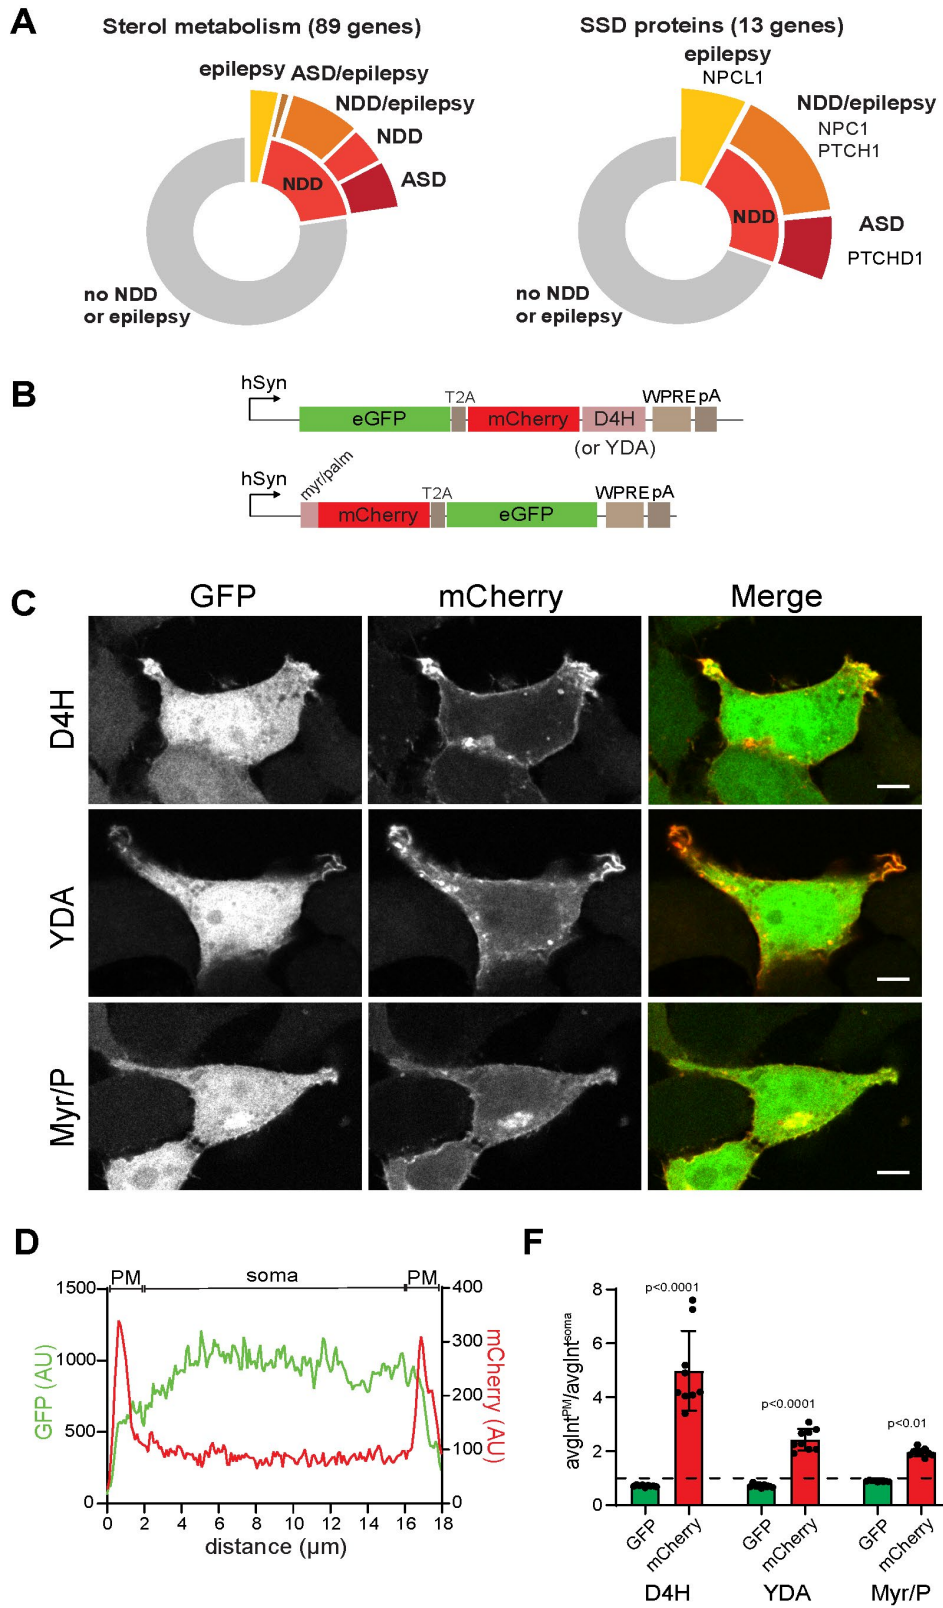 A
Sterol metabolism (89 genes)
epilepsy
ASD/epilepsy
NDD/epilepsy
NDD
ASD
NDD
no NDD
or epilepsy
SSD proteins (13 genes)
epilepsy
NPCL1
NDD/epilepsy
NPC1
PTCH1
NDD
ASD
PTCHD1
no NDD
or epilepsy
B
hSyn
eGFP
T2A
mCherry
D4H
WPRE pA
(or YDA)
hSyn
myr/palm
mCherry
T2A
eGFP
WPRE pA
C
GFP mCherry Merge
D4H
YDA
Myr/P
D
PM soma PM
1500
1000
500
0
GFP (AU)
400
300
200
100
0
mCherry (AU)
0 2 4 6 8 10 12 14 16 18
distance (µm)
F
avgInt^PM/avgInt^soma
8
6
4
2
0
p<0.0001
p<0.0001
p<0.01
GFP mCherry GFP mCherry GFP mCherry
D4H YDA Myr/P